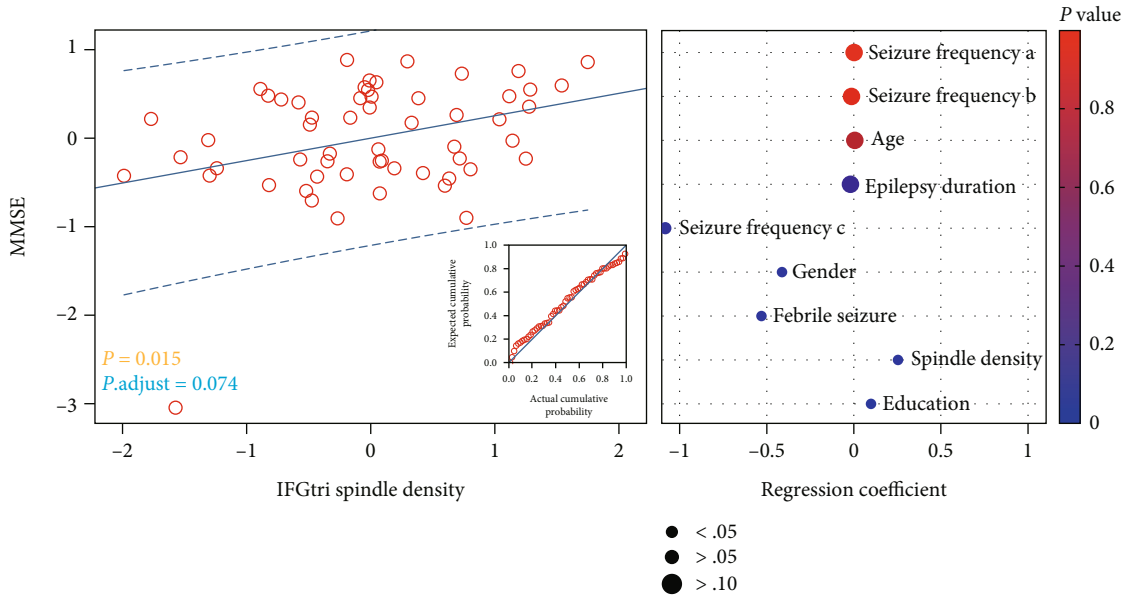 1
0
−1
−2
−3
MMSE
P = 0.015
P.adjust = 0.074
−2
−1
0
1
2
IFGtri spindle density
1.0
0.8
0.6
0.4
0.2
0.0
Expected cumulative
probability
0.0
0.2
0.4
0.6
0.8
1.0
Actual cumulative
probability
Seizure frequency a
Seizure frequency b
Age
Epilepsy duration
Seizure frequency c
Gender
Febrile seizure
Spindle density
Education
−1
−0.5
0
0.5
1
Regression coefficient
P value
0.8
0.6
0.4
0.2
0
< .05
> .05
> .10